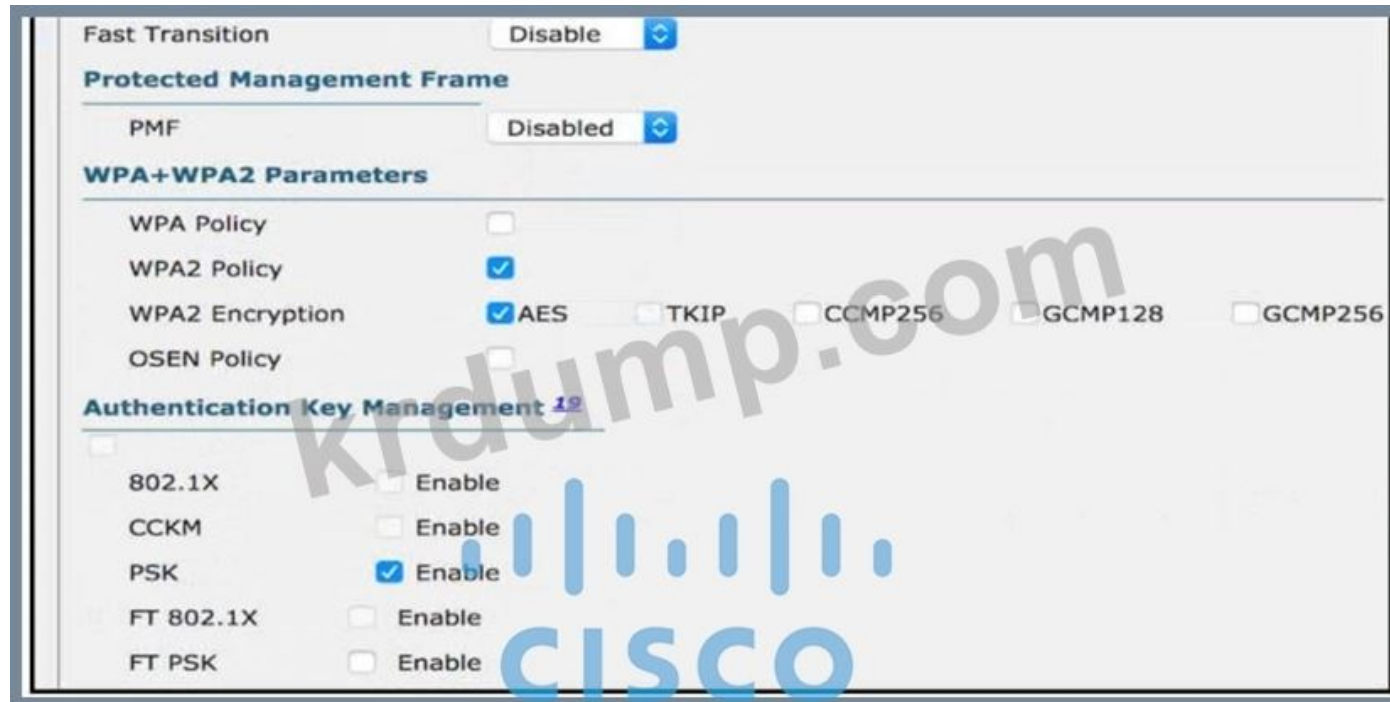 Fast Transition Disable
Protected Management Frame
PMF Disabled
WPA+WPA2 Parameters
WPA Policy
WPA2 Policy
WPA2 Encryption AES TKIP CCMP256 GCMP128 GCMP256
OSEN Policy
Authentication Key Management 19
802.1X Enable
CCKM Enable
PSK Enable
FT 802.1X Enable
FT PSK Enable
krdump.com
CISCO